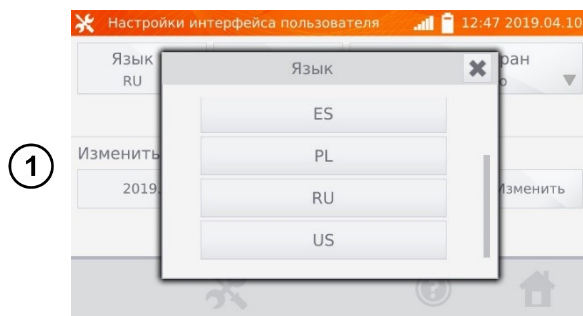 Настройки интерфейса пользователя 12:47 2019.04.10
Язык
RU
Язык
ES
PL
RU
US
Изменить
2019.
Изменить
1